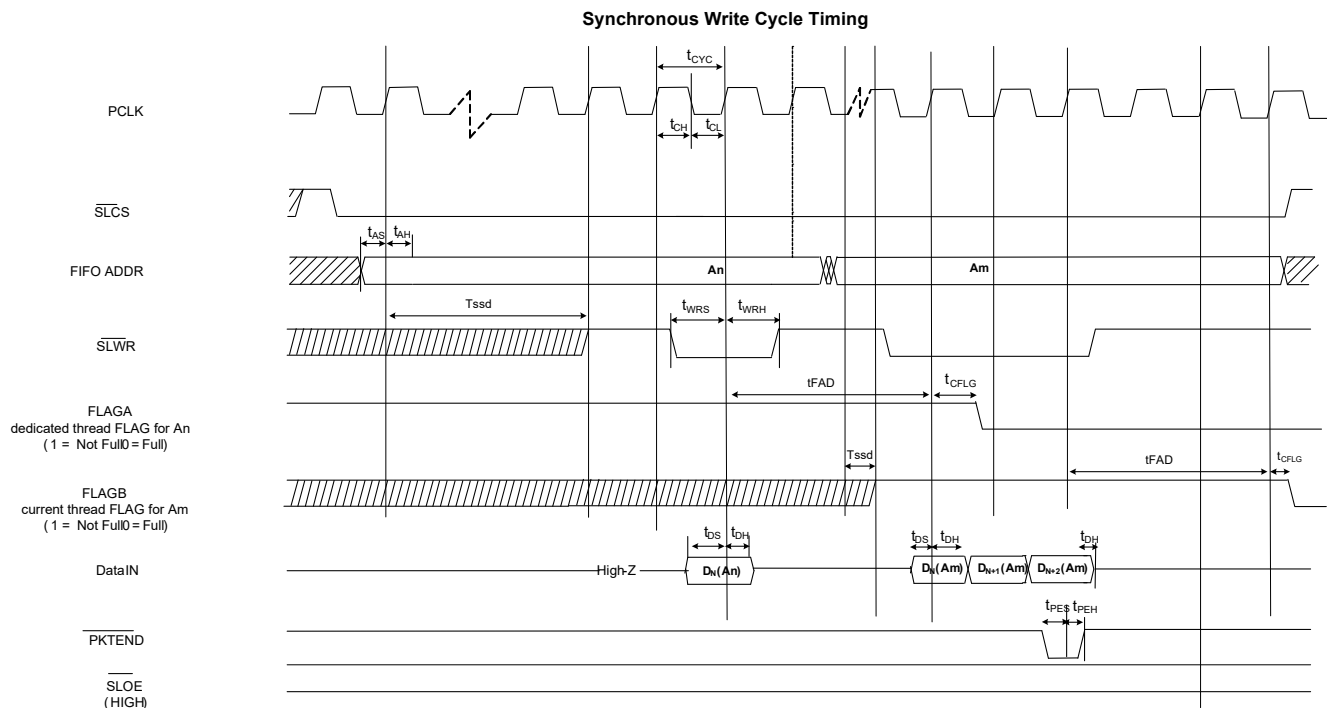 Synchronous Write Cycle Timing
tCYC
PCLK
tCH tCL
SLCS
tAS tAH
FIFO ADDR An Am
Tssd tWRS tWRH
SLWR
tFAD tCFLG
FLAGA
dedicated thread FLAG for An
( 1 = Not Full0 = Full)
Tssd tFAD tCFLG
FLAGB
current thread FLAG for Am
( 1 = Not Full0 = Full)
tDS tDH tDS tDH tDH
DataIN High-Z DN(An) DN(Am) DN+1(Am) DN+2(Am)
tPES tPEH
PKTEND
SLOE
(HIGH)